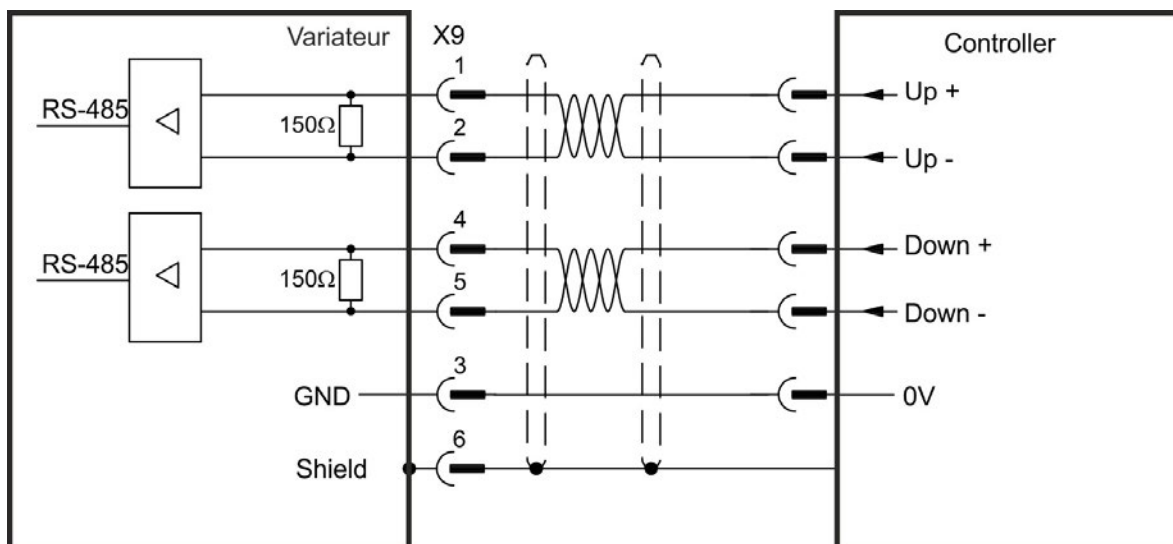 Variateur X9 Controller
1
RS-485 150Ω Up +
2
Up -
4
RS-485 150Ω Down +
5
Down -
3
GND 0V
6
Shield